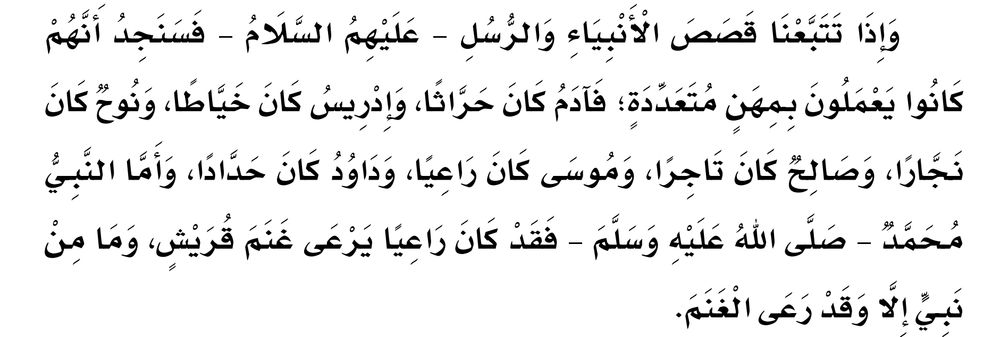 وَإِذَا تَتَبَّعْنَا قَصَصَ الْأَنْبِيَاءِ وَالرُّسُلِ – عَلَيْهِمُ السَّلَامُ – فَسَنَجِدُ أَنَّهُمْ
كَانُوا يَعْمَلُونَ بِمِهَنٍ مُتَعَدِّدَةٍ؛ فَآدَمُ كَانَ حَرَّاثًا، وَإِدْرِيسُ كَانَ خَيَّاطًا، وَنُوحٌ كَانَ
نَجَّارًا، وَصَالِحٌ كَانَ تَاجِرًا، وَمُوسَى كَانَ رَاعِيًا، وَدَاوُدُ كَانَ حَدَّادًا، وَأَمَّا النَّبِيُّ
مُحَمَّدٌ – صَلَّى اللهُ عَلَيْهِ وَسَلَّمَ – فَقَدْ كَانَ رَاعِيًا يَرْعَى غَنَمَ قُرَيْشٍ، وَمَا مِنْ
نَبِيٍّ إِلَّا وَقَدْ رَعَى الْغَنَمَ.